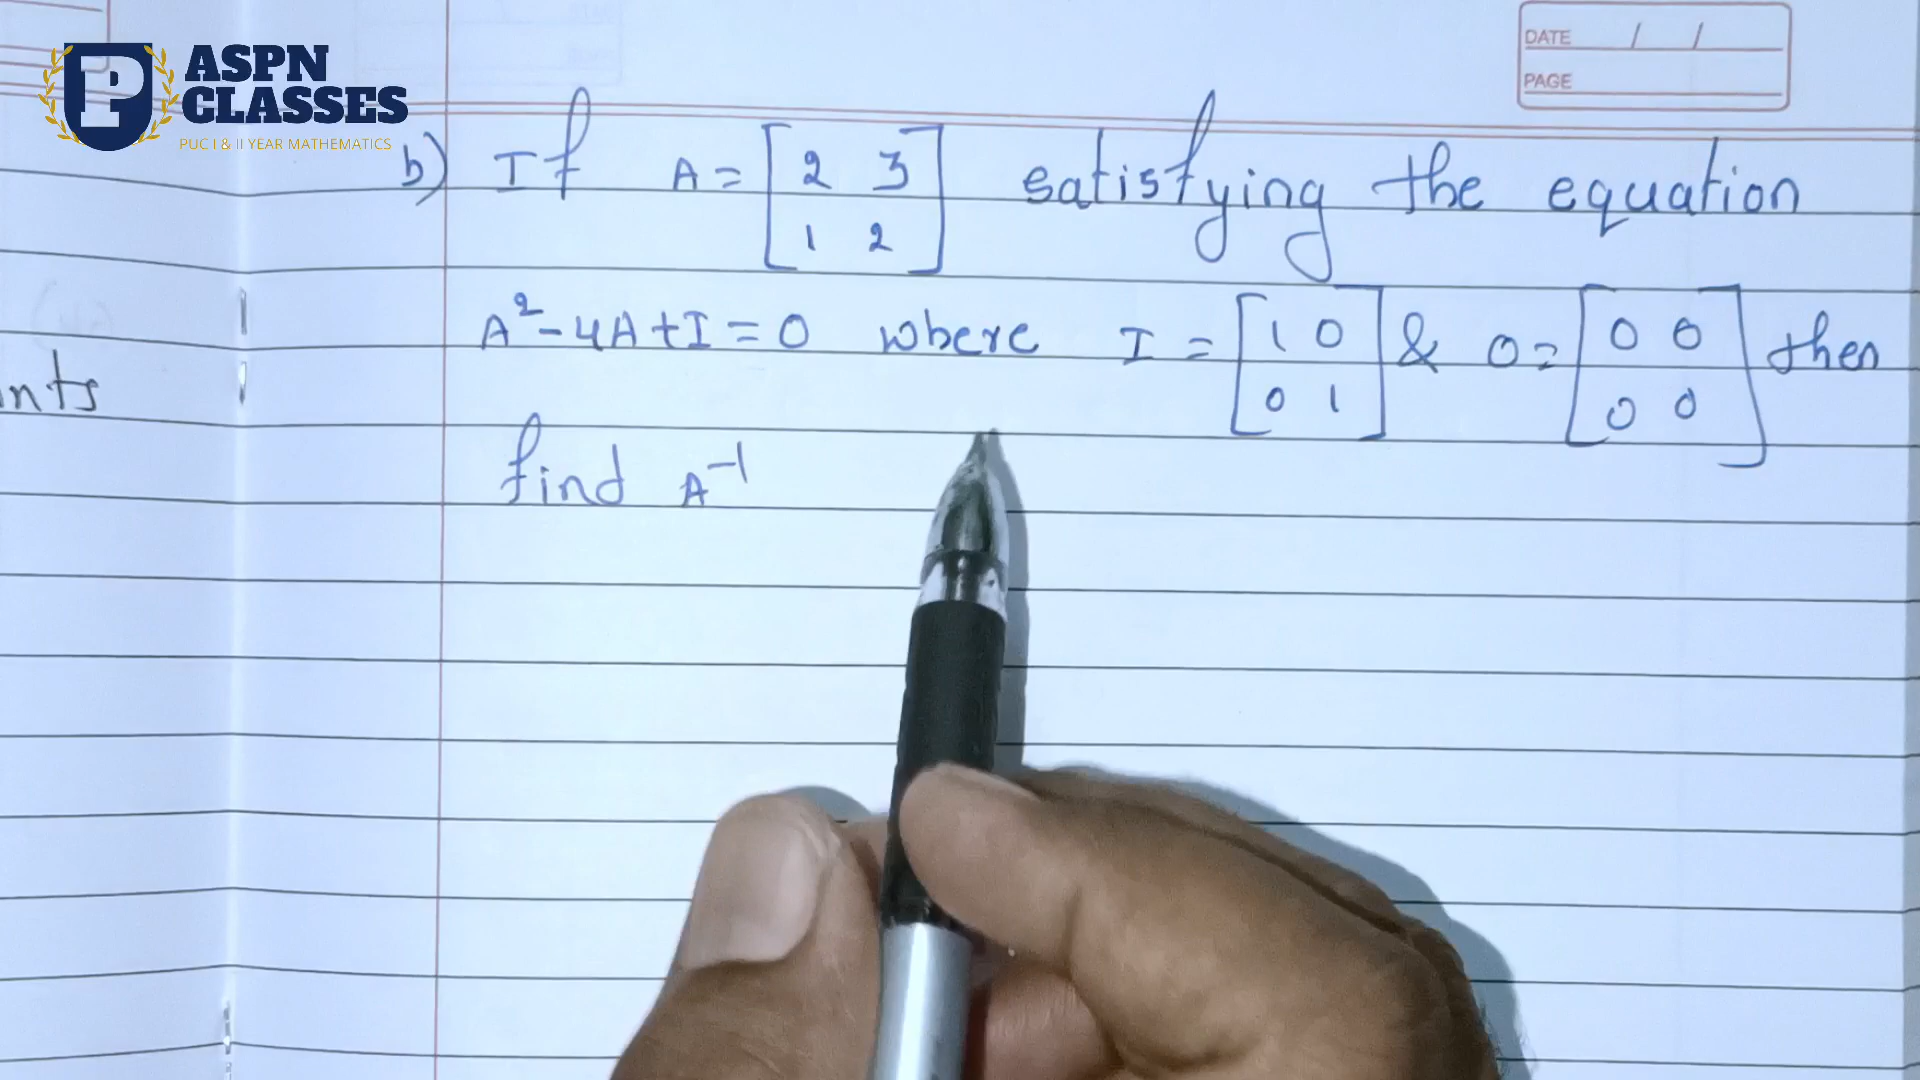 ASPN
CLASSES
PUC I & II YEAR MATHEMATICS
DATE / /
PAGE
b) If A = [2 3
1 2] satisfying the equation
A² - 4A + I = 0 where I = [1 0
0 1] & 0 = [0 0
0 0] then
nts
find A⁻¹